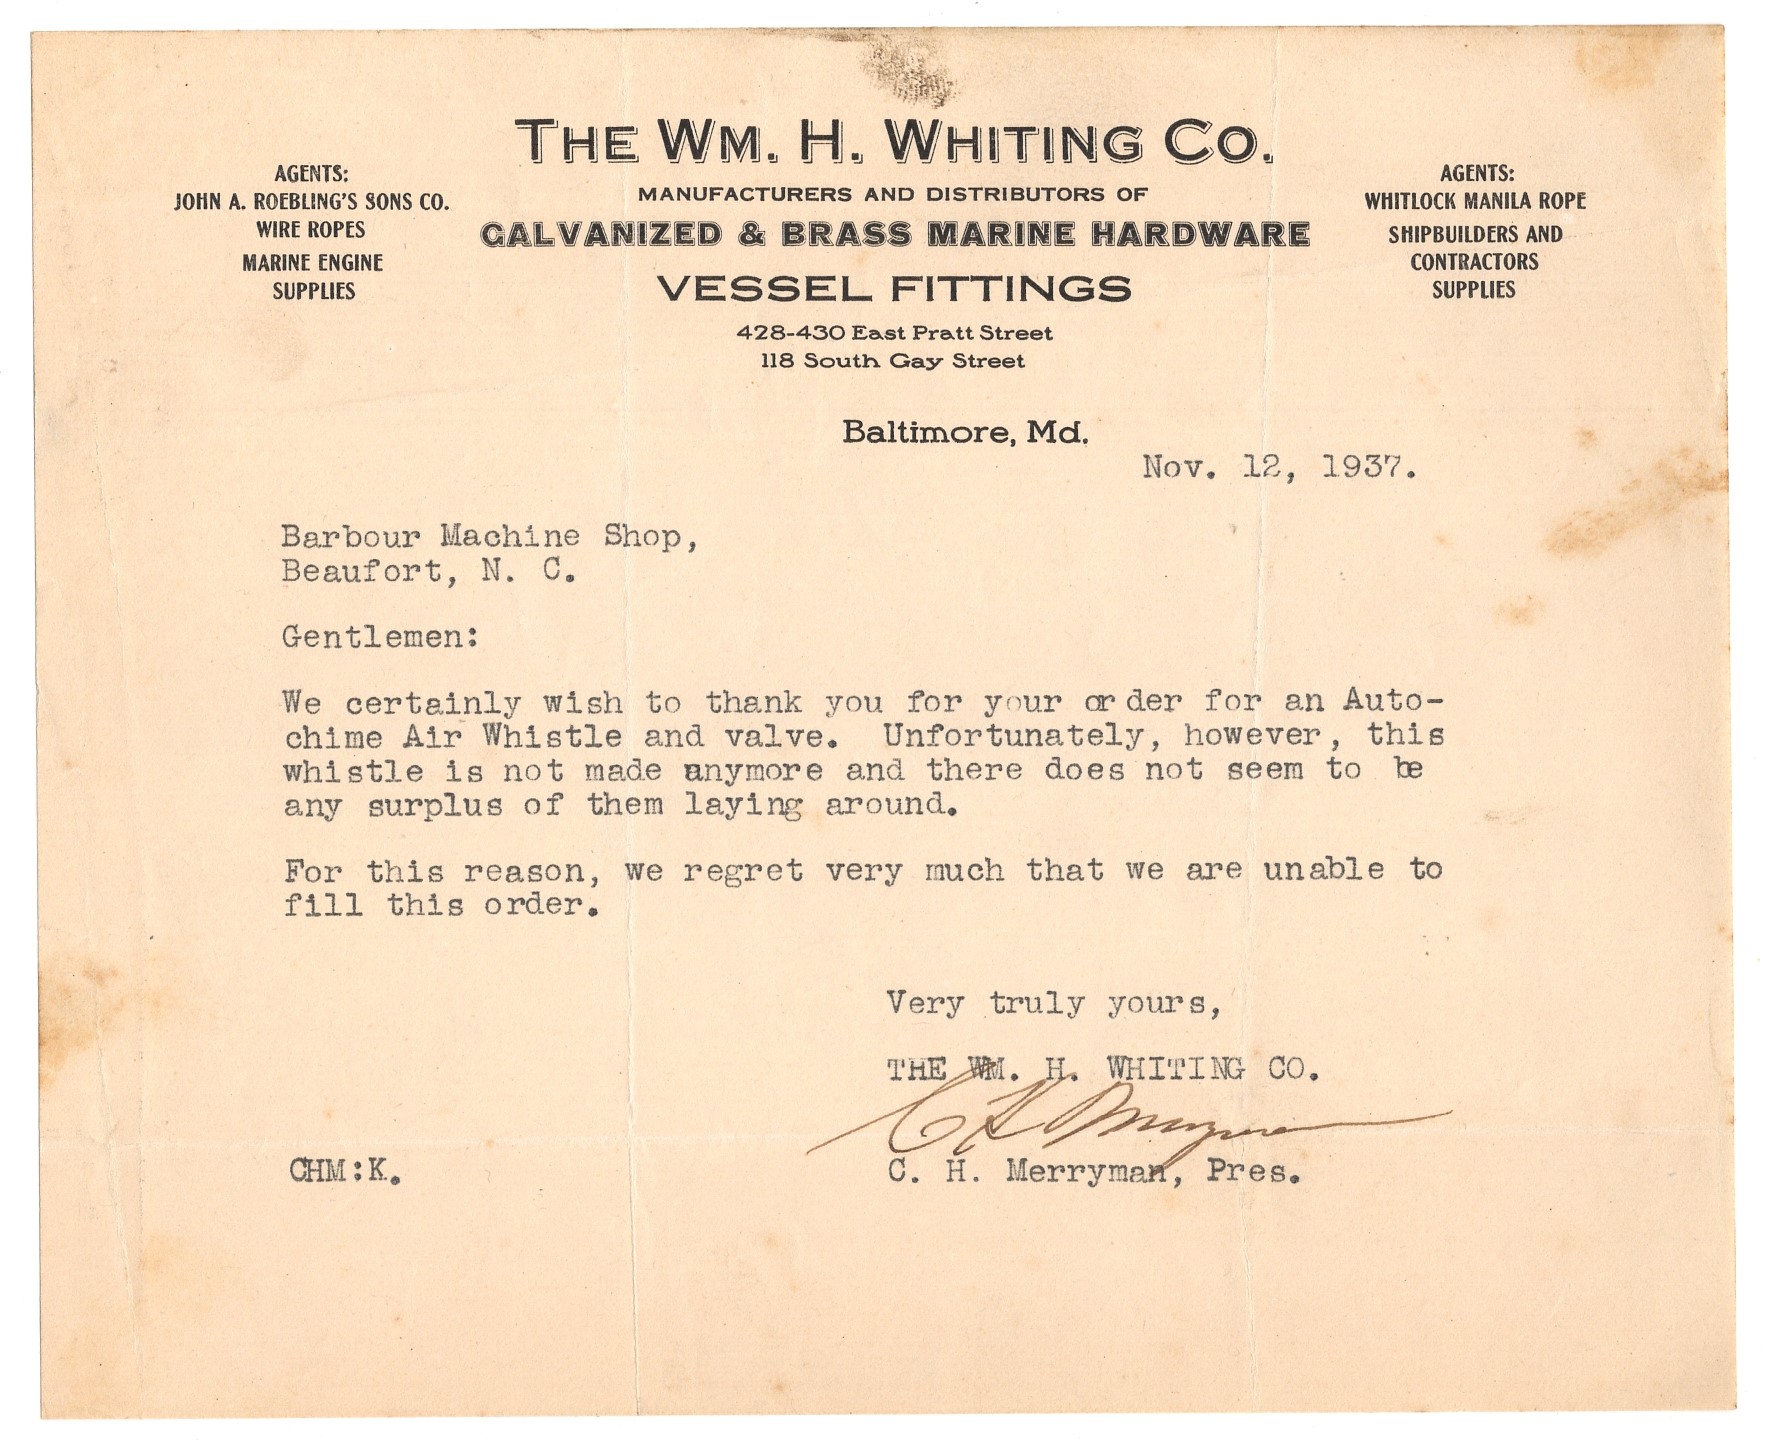 THE WM. H. WHITING CO.
MANUFACTURERS AND DISTRIBUTORS OF
GALVANIZED & BRASS MARINE HARDWARE
VESSEL FITTINGS
428-430 East Pratt Street
118 South Gay Street
AGENTS:
JOHN A. ROEBLING'S SONS CO.
WIRE ROPES
MARINE ENGINE
SUPPLIES
AGENTS:
WHITLOCK MANILA ROPE
SHIPBUILDERS AND
CONTRACTORS
SUPPLIES
Baltimore, Md.
Nov. 12, 1937.
Barbour Machine Shop,
Beaufort, N. C.
Gentlemen:
We certainly wish to thank you for your order for an Auto-
chime Air Whistle and valve. Unfortunately, however, this
whistle is not made anymore and there does not seem to be
any surplus of them laying around.
For this reason, we regret very much that we are unable to
fill this order.
Very truly yours,
THE WM. H. WHITING CO.
C H Merryman
C. H. Merryman, Pres.
CHM:K.